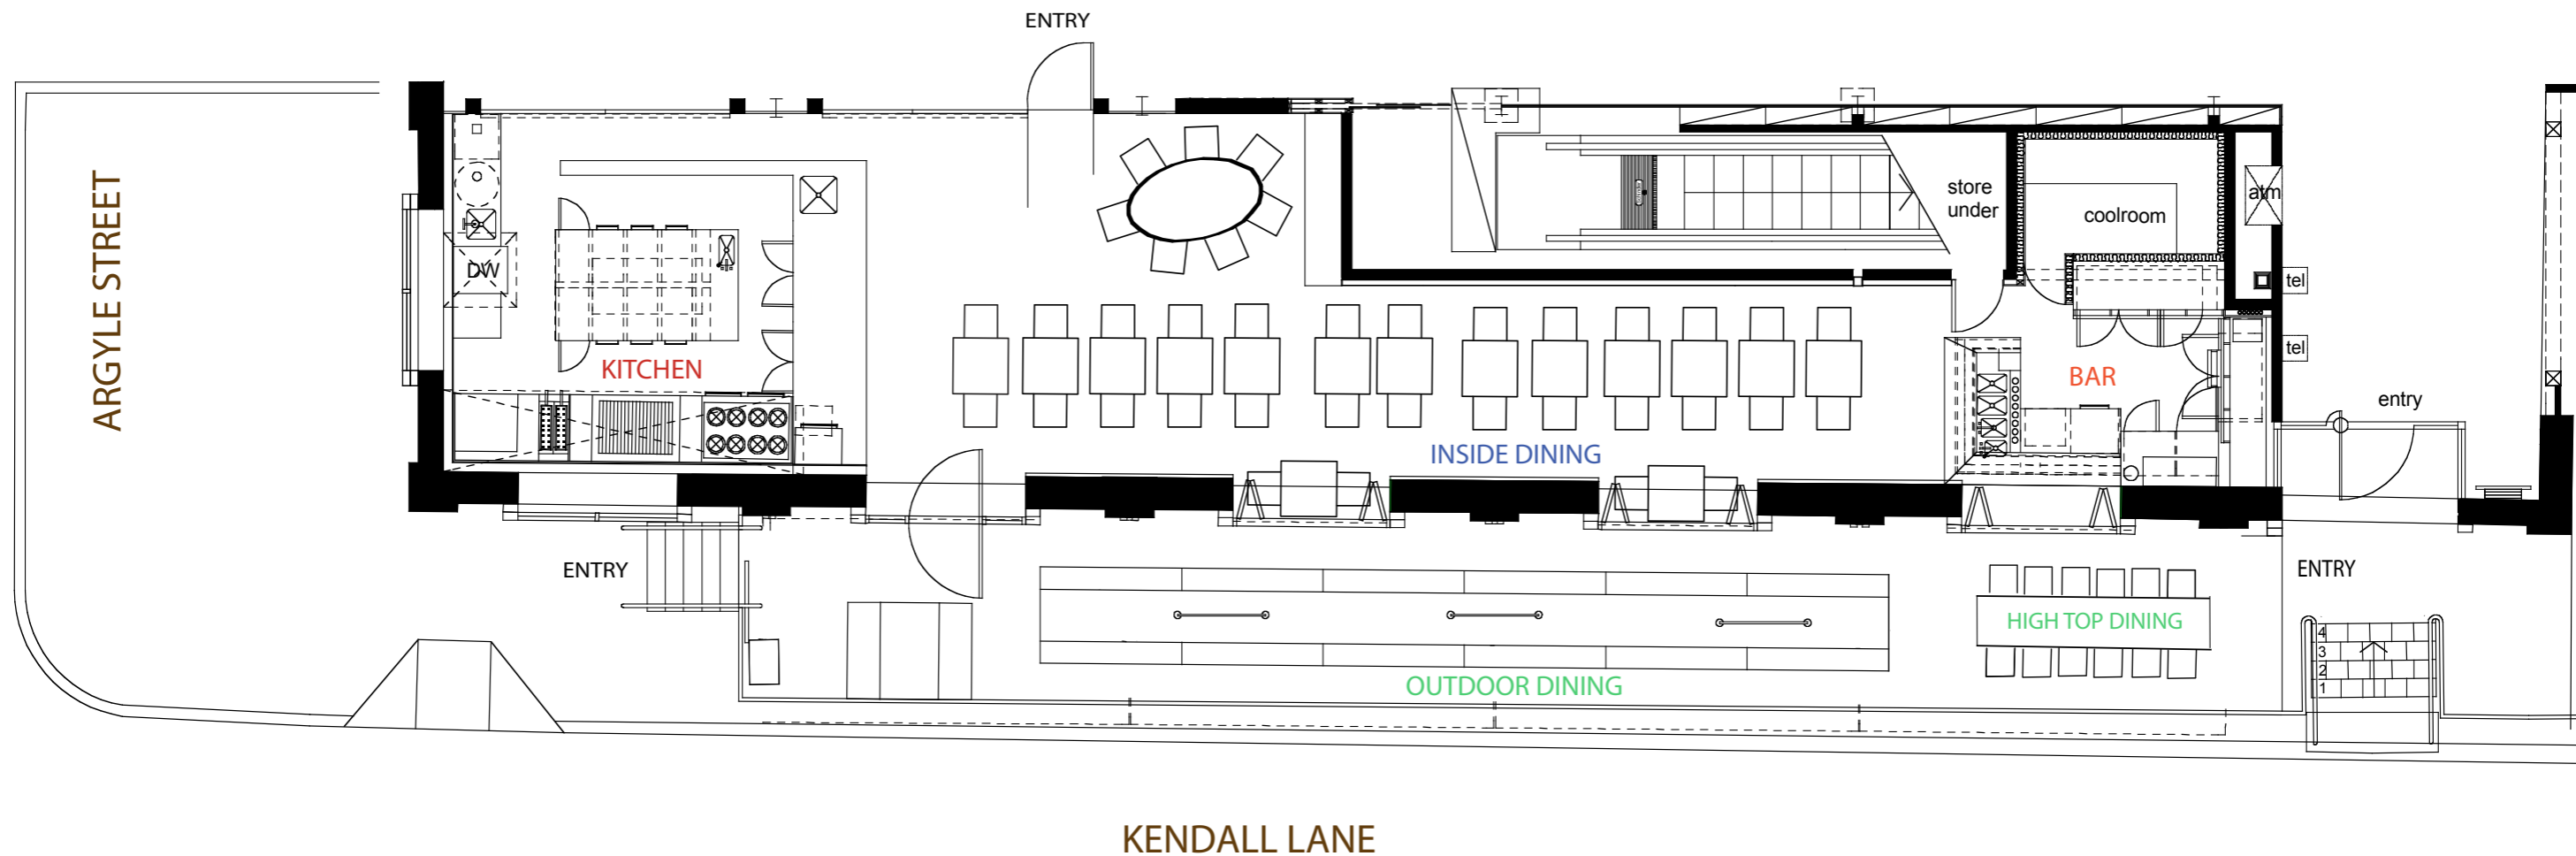 ENTRY
ARGYLE STREET
store
under
coolroom
atm
DW
tel
tel
KITCHEN
BAR
entry
INSIDE DINING
ENTRY
ENTRY
HIGH TOP DINING
4
3
2
1
OUTDOOR DINING
KENDALL LANE